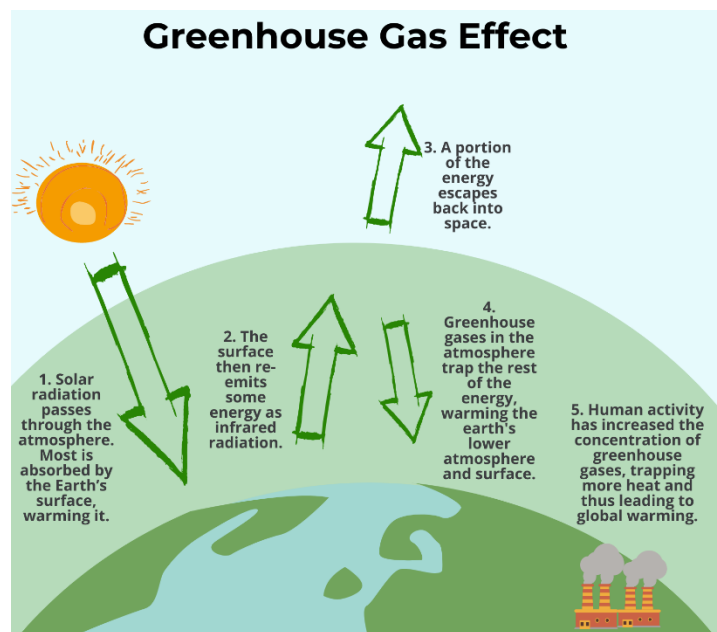 Greenhouse Gas Effect
1. Solar
radiation
passes
through the
atmosphere.
Most is
absorbed by
the Earth's
surface,
warming it.
2. The
surface
then re-
emits
some
energy as
infrared
radiation.
3. A portion
of the
energy
escapes
back into
space.
4.
Greenhouse
gases in the
atmosphere
trap the rest
of the
energy,
warming the
earth's
lower
atmosphere
and surface.
5. Human activity
has increased the
concentration of
greenhouse
gases, trapping
more heat and
thus leading to
global warming.